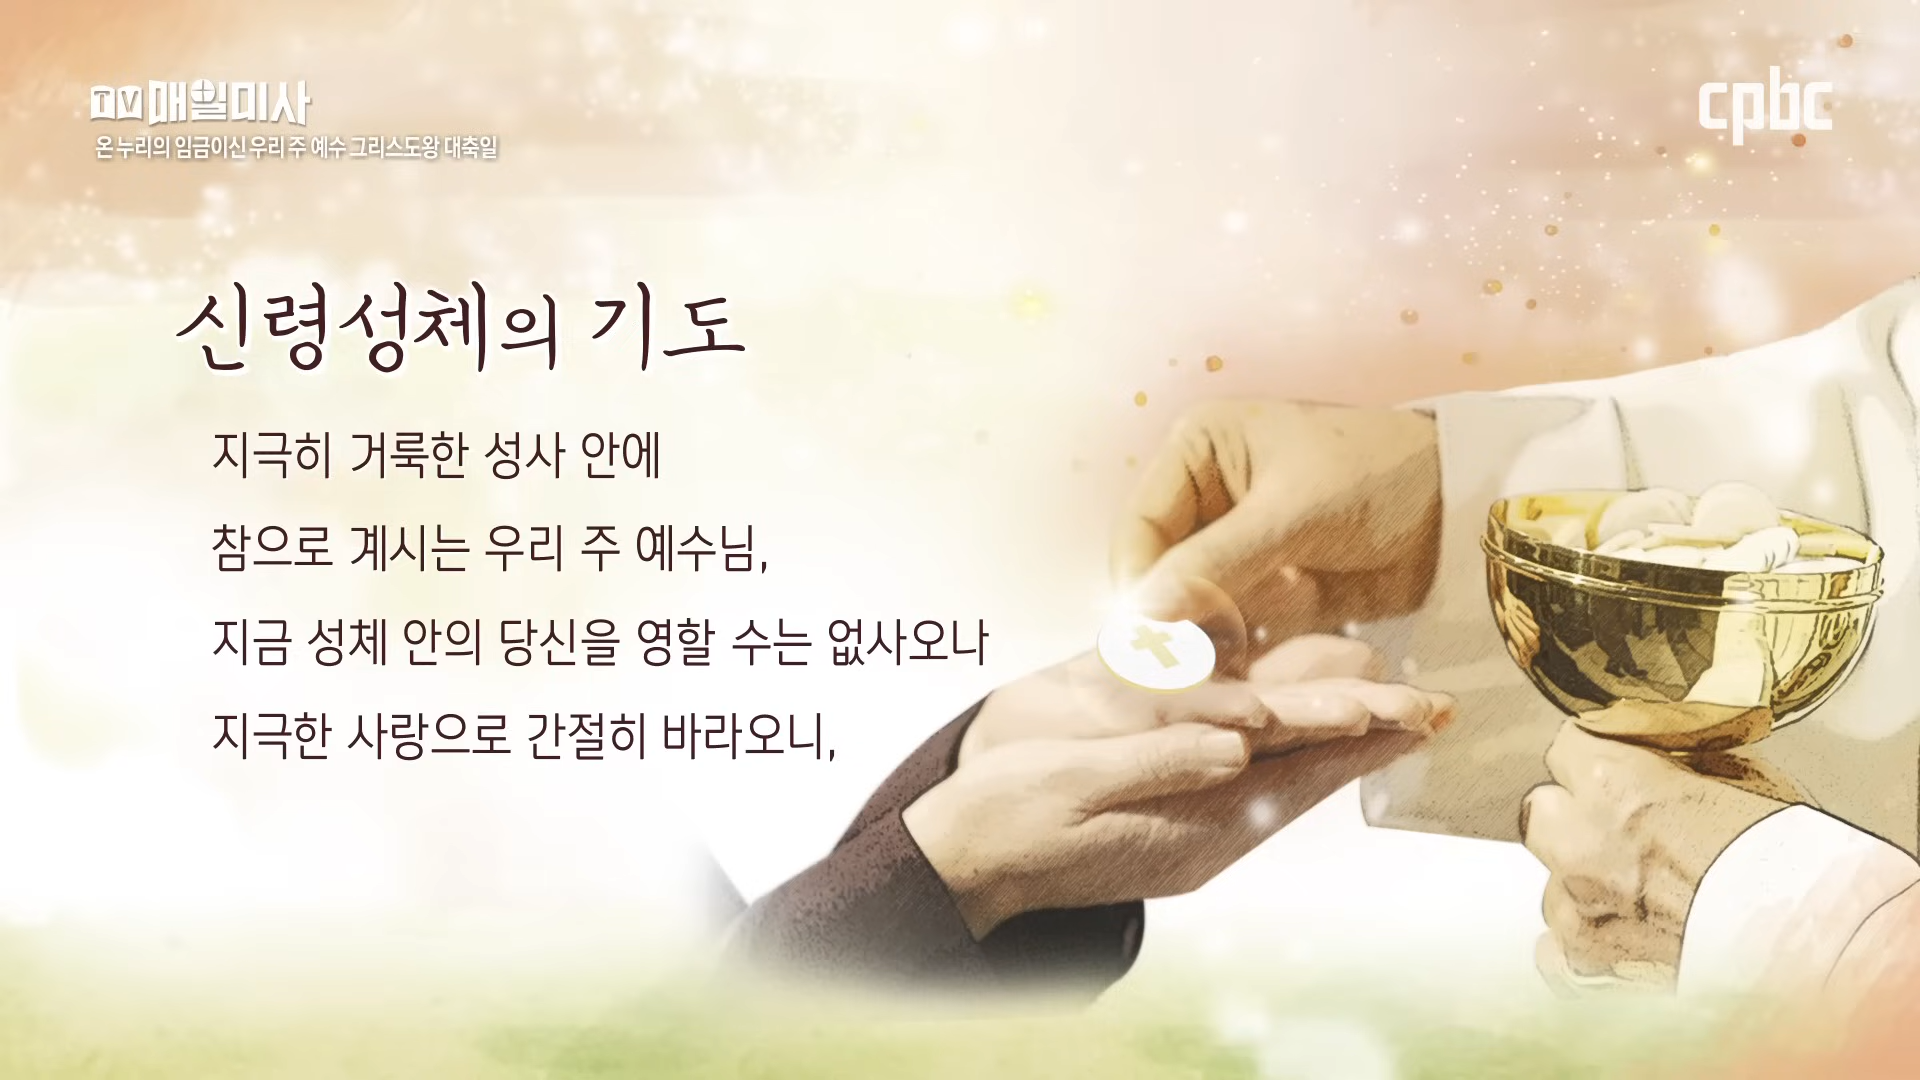 TV매일미사
온 누리의 임금이신 우리 주 예수 그리스도왕 대축일
cpbc
신령성체의 기도
지극히 거룩한 성사 안에
참으로 계시는 우리 주 예수님,
지금 성체 안의 당신을 영할 수는 없사오나
지극한 사랑으로 간절히 바라오니,